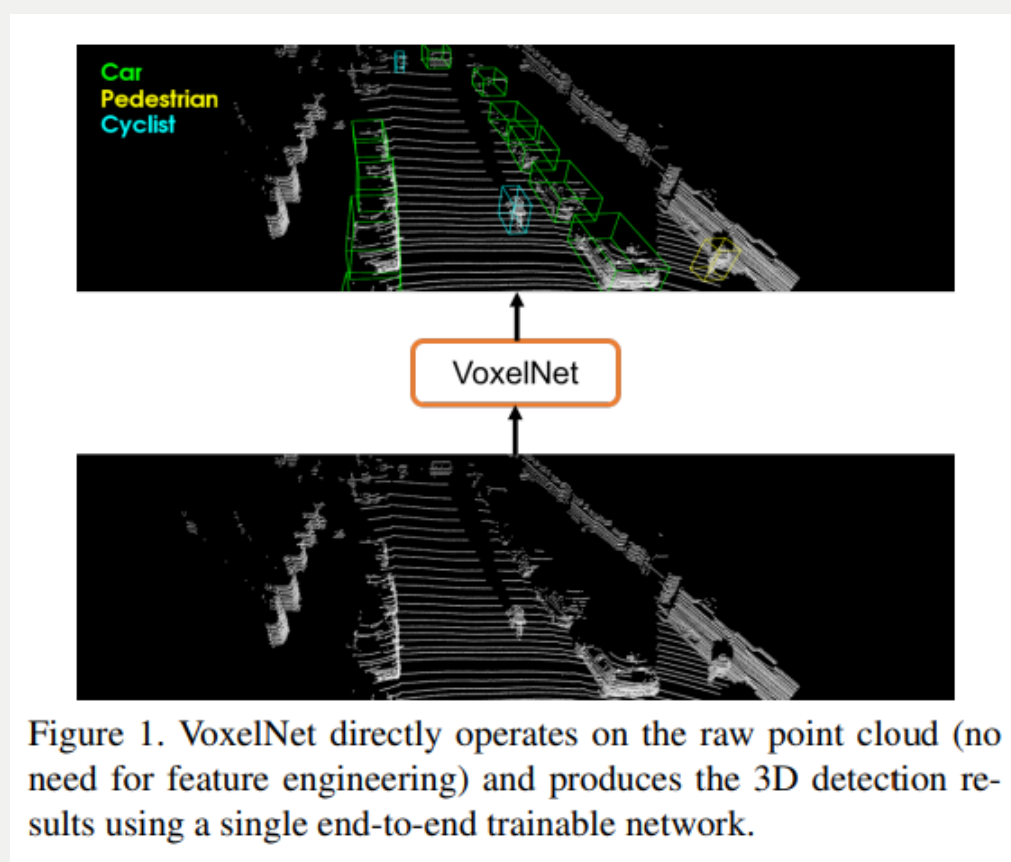 Car
Pedestrian
Cyclist
VoxelNet
Figure 1. VoxelNet directly operates on the raw point cloud (no
need for feature engineering) and produces the 3D detection re-
sults using a single end-to-end trainable network.